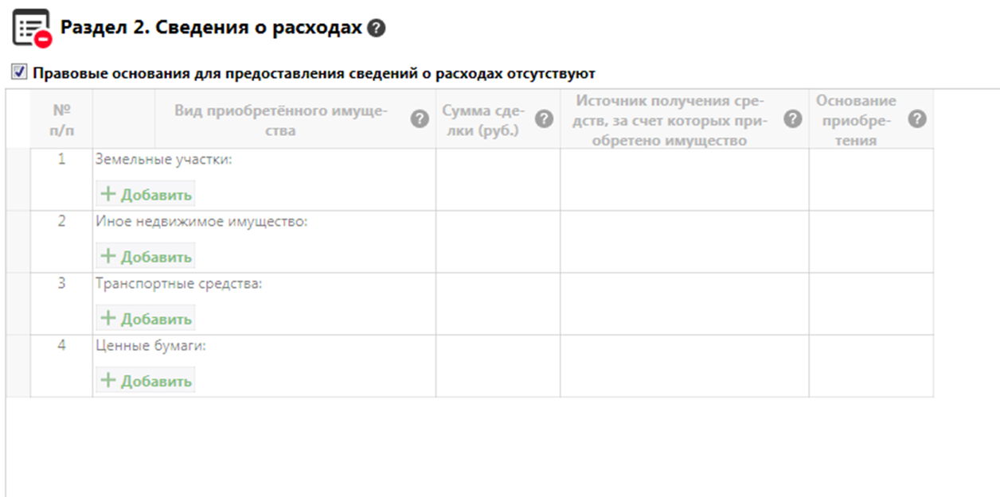 Раздел 2. Сведения о расходах ?
Правовые основания для предоставления сведений о расходах отсутствуют
№
п/п
Вид приобретённого имуще-
ства
?
Сумма сде-
лки (руб.)
?
Источник получения сре-
дств, за счет которых при-
обретено имущество
?
Основание
приобре-
тения
?
1 Земельные участки:
+ Добавить
2 Иное недвижимое имущество:
+ Добавить
3 Транспортные средства:
+ Добавить
4 Ценные бумаги:
+ Добавить